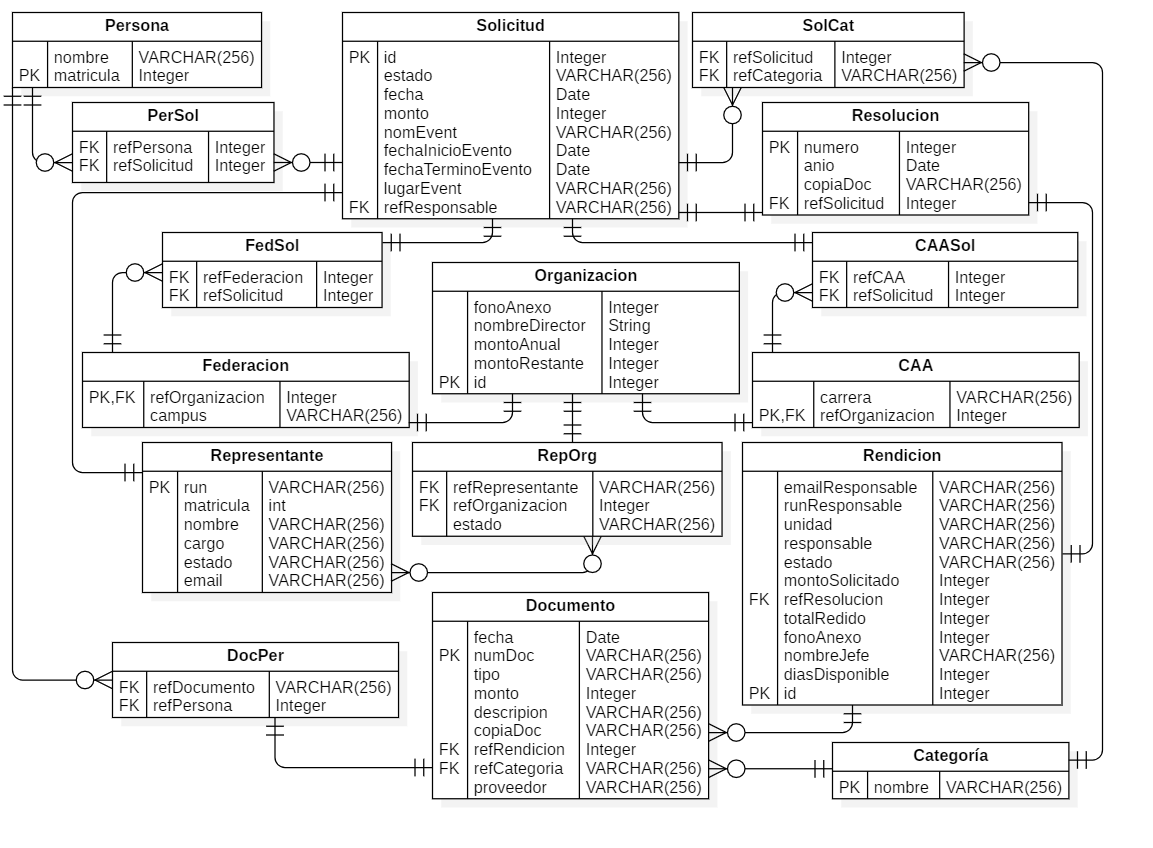 Persona
nombre VARCHAR(256)
PK matricula Integer
Solicitud
PK id Integer
estado VARCHAR(256)
fecha Date
monto Integer
nomEvent VARCHAR(256)
fechaInicioEvento Date
fechaTerminoEvento Date
lugarEvent VARCHAR(256)
FK refResponsable VARCHAR(256)
SolCat
FK refSolicitud Integer
FK refCategoria VARCHAR(256)
PerSol
FK refPersona Integer
FK refSolicitud Integer
Resolucion
PK numero Integer
anio Date
copiaDoc VARCHAR(256)
FK refSolicitud Integer
FedSol
FK refFederacion Integer
FK refSolicitud Integer
Organizacion
fonoAnexo Integer
nombreDirector String
montoAnual Integer
montoRestante Integer
PK id Integer
CAASol
FK refCAA Integer
FK refSolicitud Integer
Federacion
PK,FK refOrganizacion Integer
campus VARCHAR(256)
CAA
carrera VARCHAR(256)
PK,FK refOrganizacion Integer
Representante
PK run VARCHAR(256)
matricula int
nombre VARCHAR(256)
cargo VARCHAR(256)
estado VARCHAR(256)
email VARCHAR(256)
RepOrg
FK refRepresentante VARCHAR(256)
FK refOrganizacion Integer
estado VARCHAR(256)
Rendicion
emailResponsable VARCHAR(256)
runResponsable VARCHAR(256)
unidad VARCHAR(256)
responsable VARCHAR(256)
estado VARCHAR(256)
montoSolicitado Integer
FK refResolucion Integer
totalRedido Integer
fonoAnexo Integer
nombreJefe VARCHAR(256)
diasDisponible Integer
PK id Integer
Documento
fecha Date
PK numDoc VARCHAR(256)
tipo VARCHAR(256)
monto Integer
descripion VARCHAR(256)
copiaDoc VARCHAR(256)
FK refRendicion Integer
FK refCategoria VARCHAR(256)
proveedor VARCHAR(256)
DocPer
FK refDocumento VARCHAR(256)
FK refPersona Integer
Categoría
PK nombre VARCHAR(256)